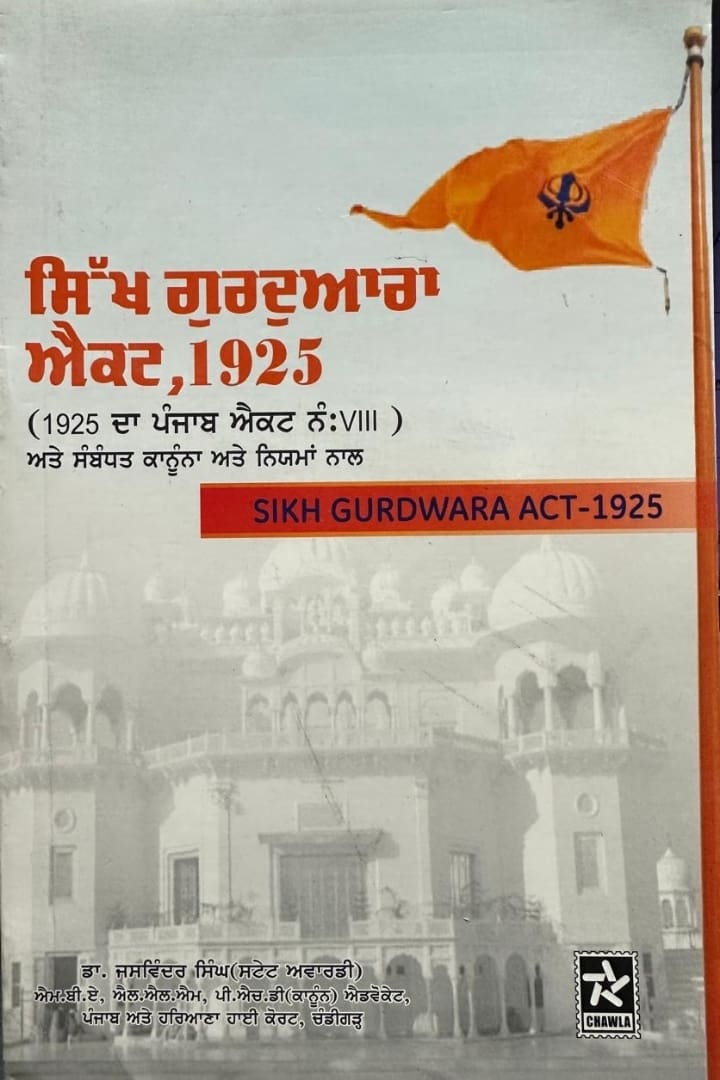 ਸਿੱਖ ਗੁਰਦੁਆਰਾ
ਐਕਟ,1925
(1925 ਦਾ ਪੰਜਾਬ ਐਕਟ ਨੰ:VIII )
ਅਤੇ ਸੰਬੰਧਤ ਕਾਨੂੰਨਾ ਅਤੇ ਨਿਯਮਾਂ ਨਾਲ
SIKH GURDWARA ACT-1925
ਡਾ. ਜਸਵਿੰਦਰ ਸਿੰਘ(ਸਟੇਟ ਅਵਾਰਡੀ)
ਐਮ.ਬੀ.ਏ, ਐਲ.ਐਲ.ਐਮ, ਪੀ.ਐਚ.ਡੀ(ਕਾਨੂੰਨ) ਐਡਵੋਕੇਟ,
ਪੰਜਾਬ ਅਤੇ ਹਰਿਆਣਾ ਹਾਈ ਕੋਰਟ, ਚੰਡੀਗੜ੍ਹ
CHAWLA